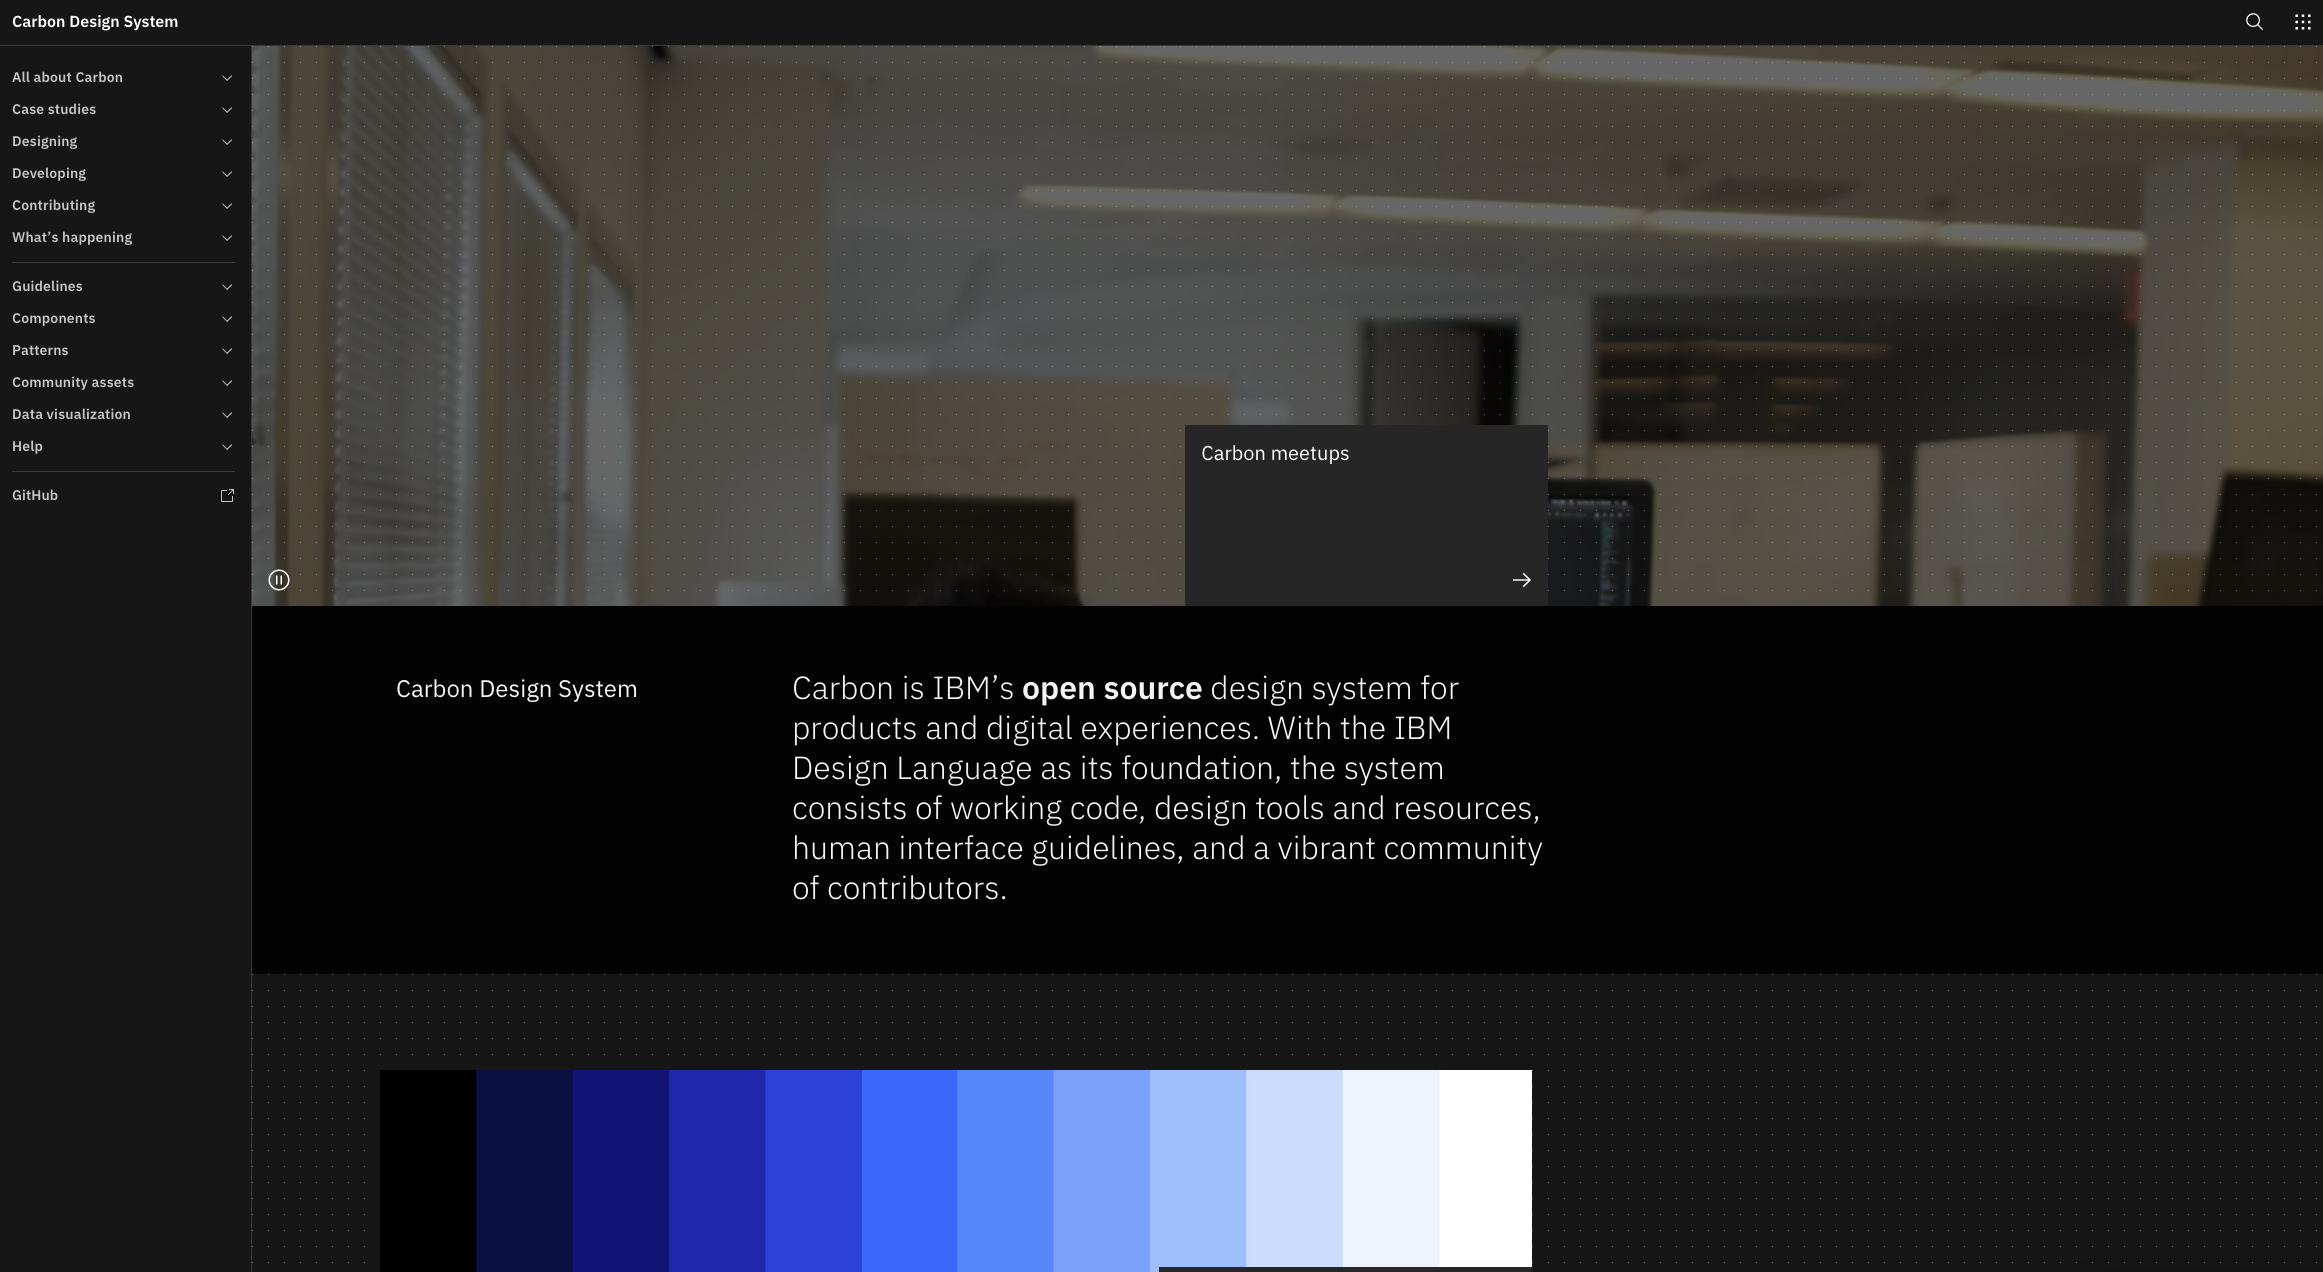 Carbon Design System
All about Carbon
Case studies
Designing
Developing
Contributing
What’s happening
Guidelines
Components
Patterns
Community assets
Data visualization
Help
GitHub
Carbon meetups
Carbon Design System
Carbon is IBM’s open source design system for
products and digital experiences. With the IBM
Design Language as its foundation, the system
consists of working code, design tools and resources,
human interface guidelines, and a vibrant community
of contributors.